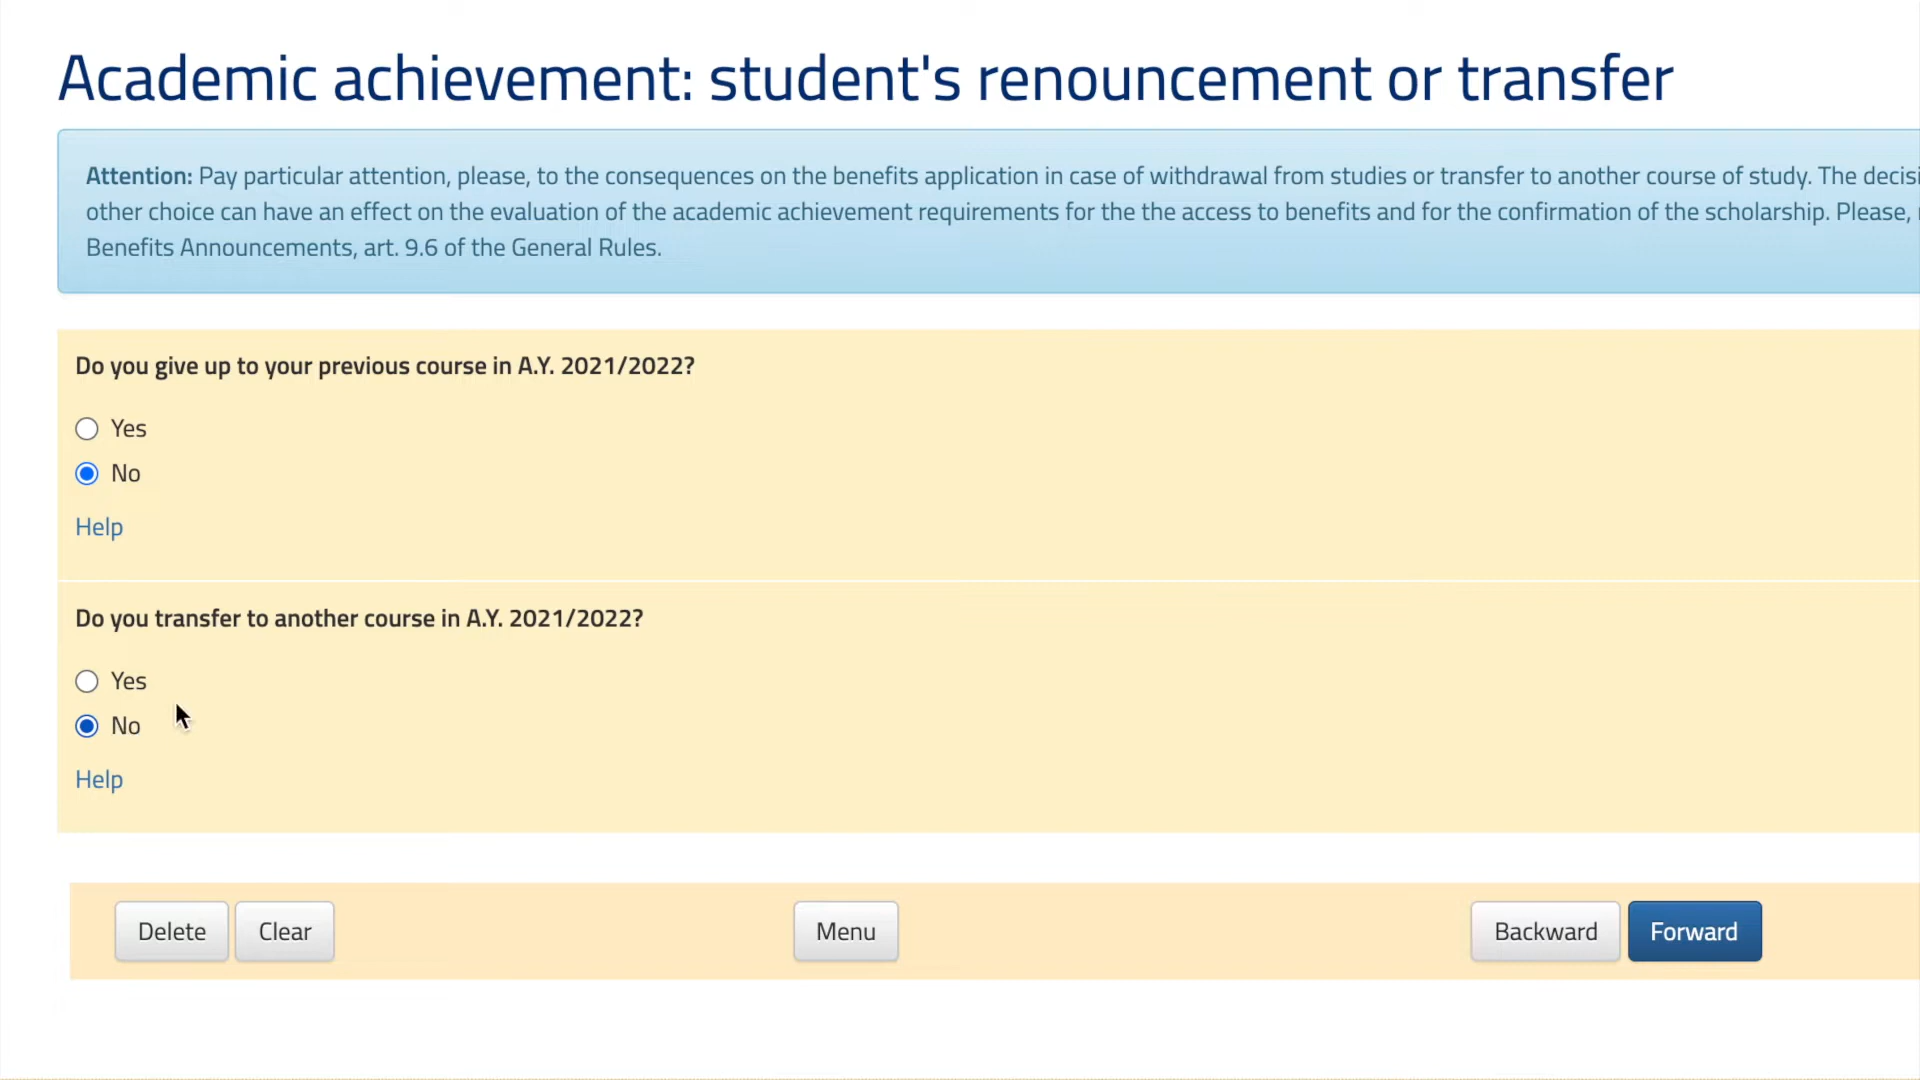 Academic achievement: student's renouncement or transfer
Attention: Pay particular attention, please, to the consequences on the benefits application in case of withdrawal from studies or transfer to another course of study. The
other choice can have an effect on the evaluation of the academic achievement requirements for the the access to benefits and for the confirmation of the scholarship. Please,
Benefits Announcements, art. 9.6 of the General Rules.
Do you give up to your previous course in A.Y. 2021/2022?
Yes
No
Help
Do you transfer to another course in A.Y. 2021/2022?
Yes
No
Help
Delete Clear Menu Backward Forward